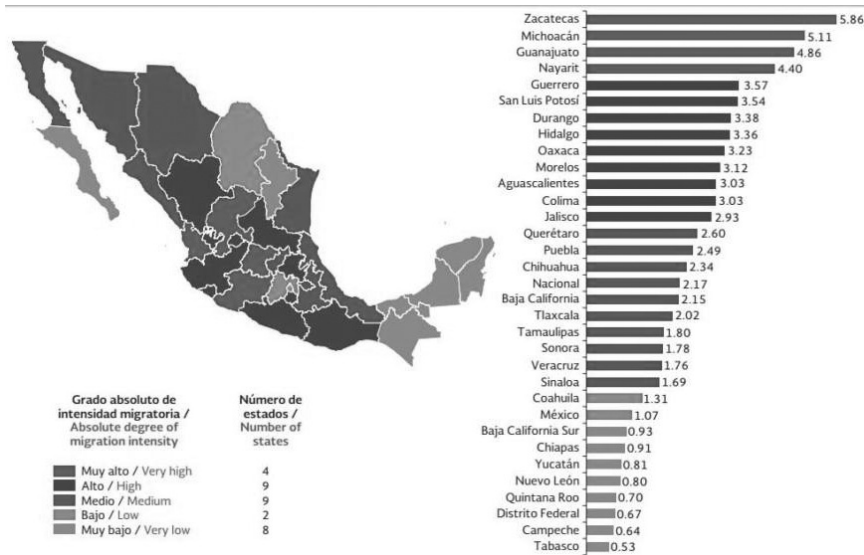 Zacatecas 5.86
Michoacán 5.11
Guanajuato 4.86
Nayarit 4.40
Guerrero 3.57
San Luis Potosí 3.54
Durango 3.38
Hidalgo 3.36
Oaxaca 3.23
Morelos 3.12
Aguascalientes 3.03
Colima 3.03
Jalisco 2.93
Querétaro 2.60
Puebla 2.49
Chihuahua 2.34
Nacional 2.17
Baja California 2.15
Tlaxcala 2.02
Tamaulipas 1.80
Sonora 1.78
Veracruz 1.76
Sinaloa 1.69
Coahuila 1.31
México 1.07
Baja California Sur 0.93
Chiapas 0.91
Yucatán 0.81
Nuevo León 0.80
Quintana Roo 0.70
Distrito Federal 0.67
Campeche 0.64
Tabasco 0.53
Grado absoluto de
intensidad migratoria /
Absolute degree of
migration intensity
Número de
estados /
Number of
states
Muy alto / Very high 4
Alto / High 9
Medio / Medium 9
Bajo / Low 2
Muy bajo / Very low 8